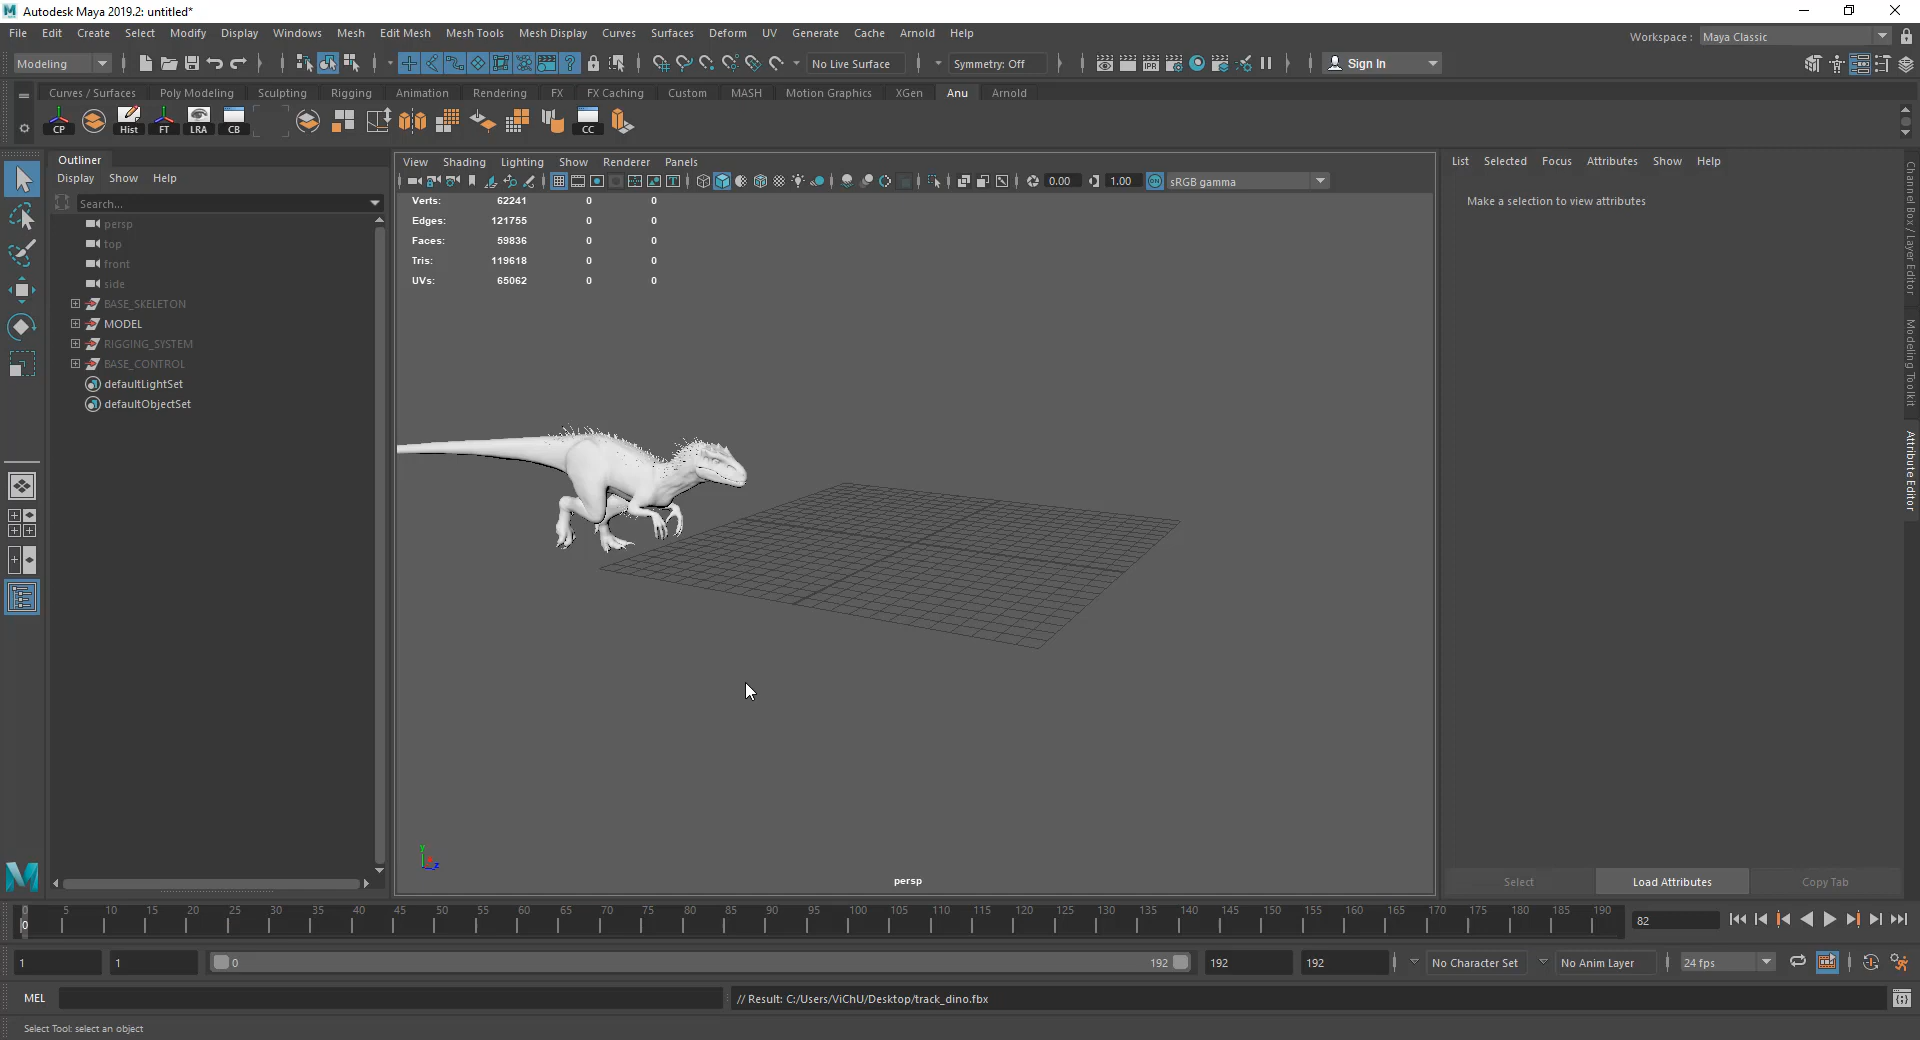 Autodesk Maya 2019.2: untitled*
File Edit Create Select Modify Display Windows Mesh Edit Mesh Mesh Tools Mesh Display Curves Surfaces Deform UV Generate Cache Arnold Help
Workspace : Maya Classic
Modeling No Live Surface Symmetry: Off IPR Sign In
Curves / Surfaces Poly Modeling Sculpting Rigging Animation Rendering FX FX Caching Custom MASH Motion Graphics XGen Anu Arnold
CP Hist FT LRA CB CC
Outliner
Display Show Help
Search...
persp
top
front
side
BASE_SKELETON
MODEL
RIGGING_SYSTEM
BASE_CONTROL
defaultLightSet
defaultObjectSet
View Shading Lighting Show Renderer Panels
0.00 1.00 ON sRGB gamma
Verts: 62241 0 0
Edges: 121755 0 0
Faces: 59836 0 0
Tris: 119618 0 0
UVs: 65062 0 0
y
z
persp
List Selected Focus Attributes Show Help
Make a selection to view attributes
Channel Box / Layer Editor
Modeling Toolkit
Attribute Editor
Select Load Attributes Copy Tab
0 5 10 15 20 25 30 35 40 45 50 55 60 65 70 75 80 85 90 95 100 105 110 115 120 125 130 135 140 145 150 155 160 165 170 175 180 185 190
0
82
1 1 0 192 192 192 No Character Set No Anim Layer 24 fps
MEL // Result: C:/Users/ViChU/Desktop/track_dino.fbx
Select Tool: select an object